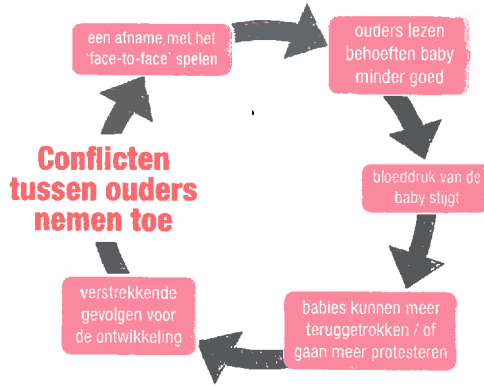 een afname met het
'face-to-face' spelen
ouders lezen
behoeften baby
minder goed
bloeddruk van de
baby stijgt
babies kunnen meer
teruggetrokken / of
gaan meer protesteren
verstrekkende
gevolgen voor
de ontwikkeling
Conflicten
tussen ouders
nemen toe